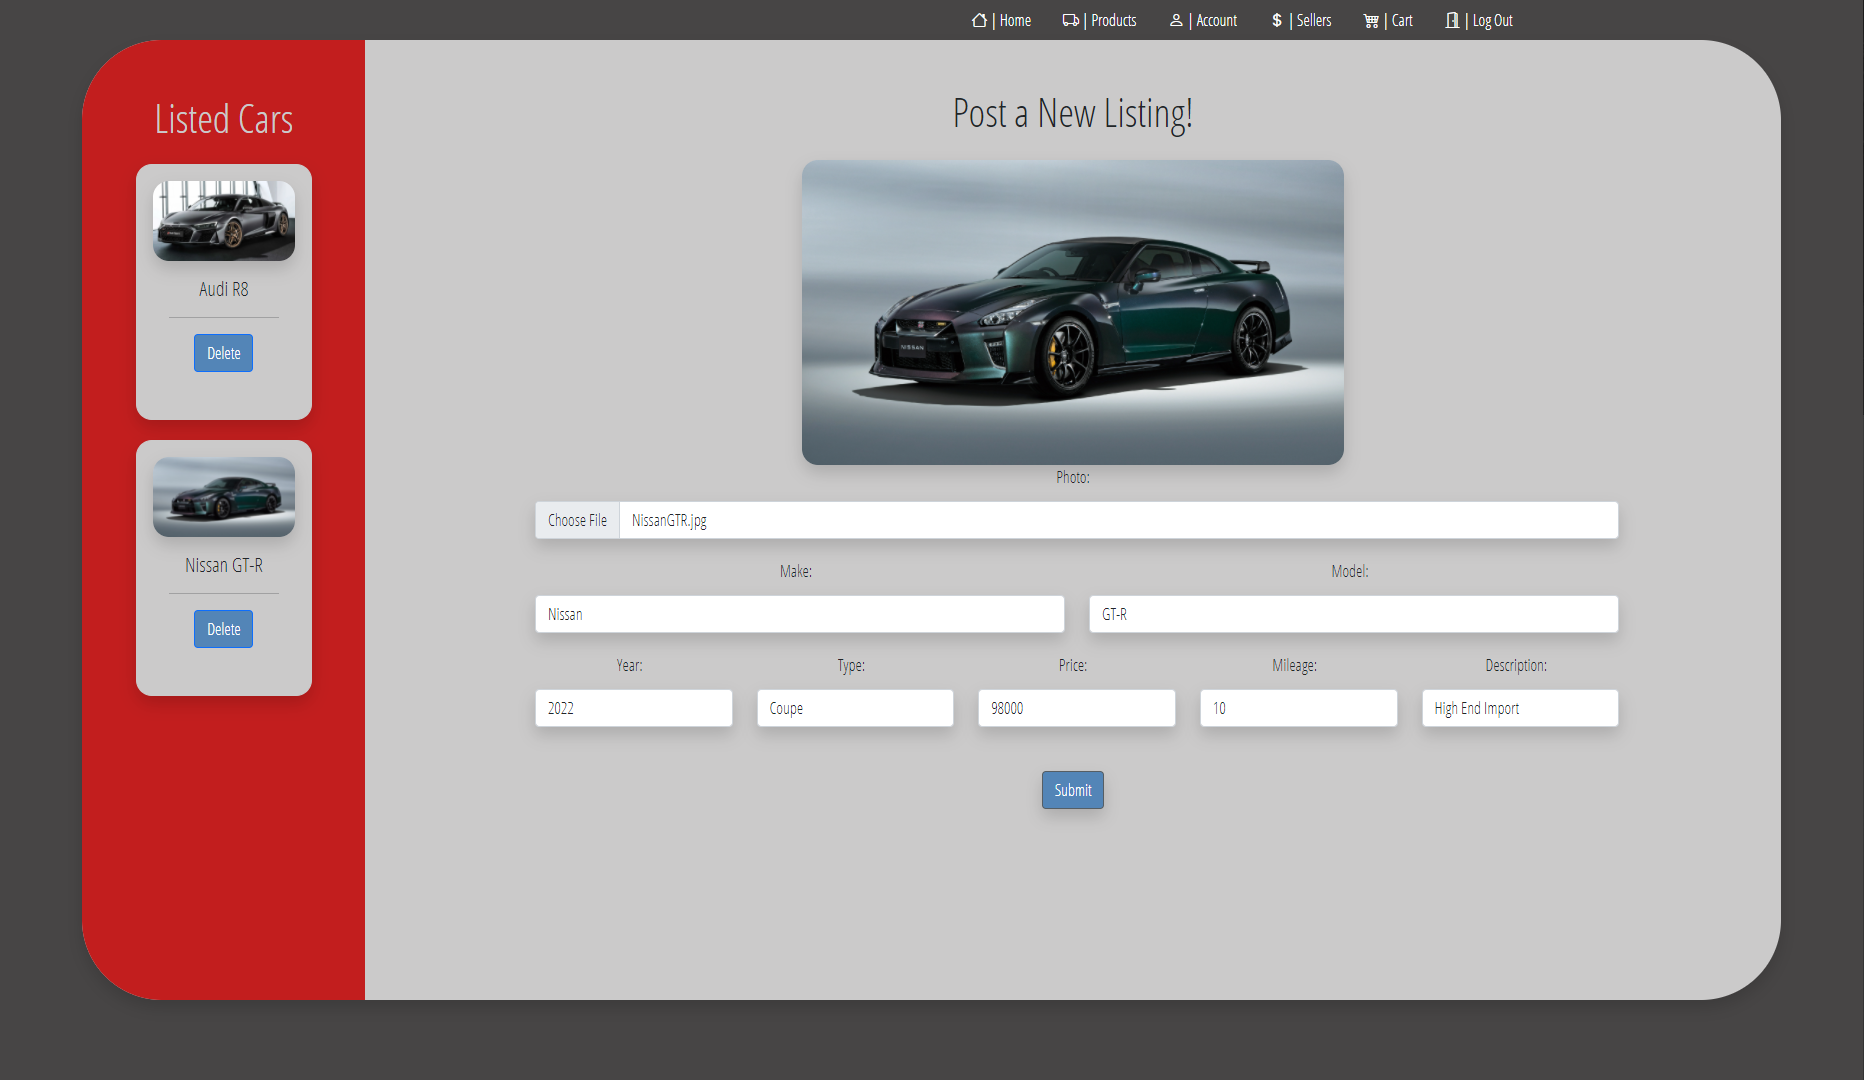 | Home | Products | Account $ | Sellers | Cart | Log Out
Listed Cars
Audi R8
Delete
Nissan GT-R
Delete
Post a New Listing!
NISSAN
Photo:
Choose File NissanGTR.jpg
Make: Model:
Nissan GT-R
Year: Type: Price: Mileage: Description:
2022 Coupe 98000 10 High End Import
Submit